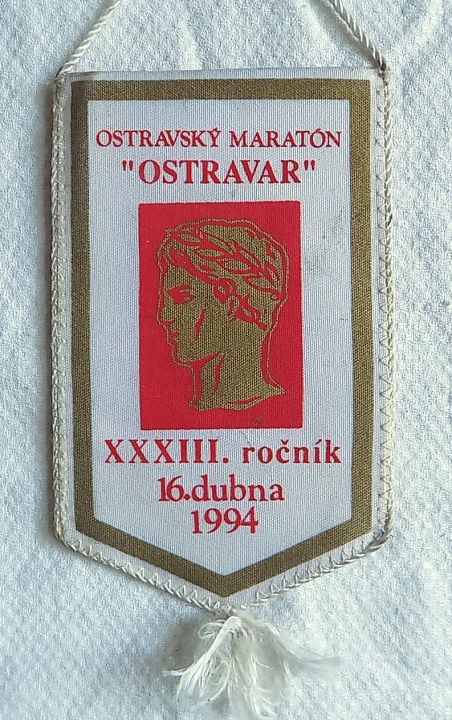 OSTRAVSKÝ MARATÓN
"OSTRAVAR"
XXXIII. ročník
16.dubna
1994